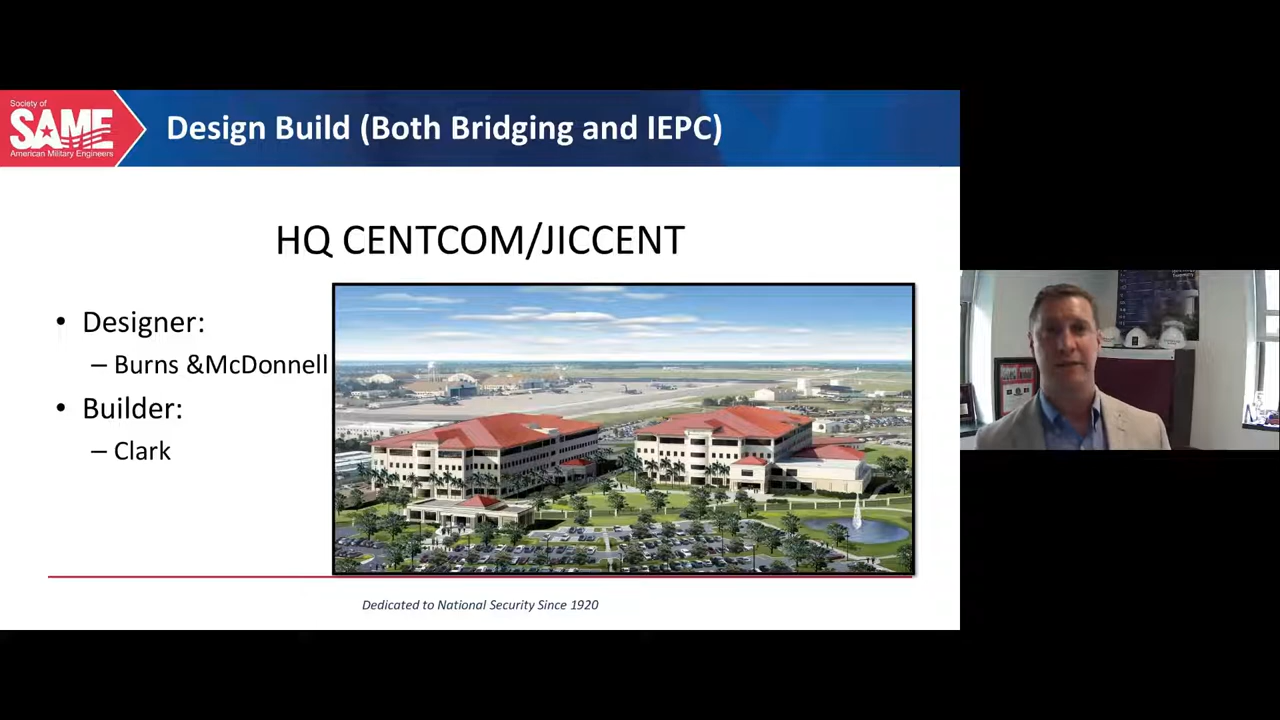 Society of
SAME
American Military Engineers
Design Build (Both Bridging and IEPC)
HQ CENTCOM/JICCENT
• Designer:
– Burns &McDonnell
• Builder:
– Clark
Dedicated to National Security Since 1920